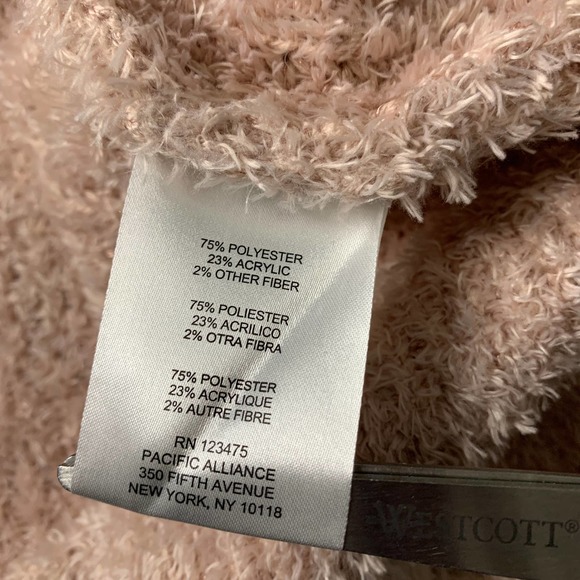 75% POLYESTER
23% ACRYLIC
2% OTHER FIBER
75% POLIESTER
23% ACRILICO
2% OTRA FIBRA
75% POLYESTER
23% ACRYLIQUE
2% AUTRE FIBRE
RN 123475
PACIFIC ALLIANCE
350 FIFTH AVENUE
NEW YORK, NY 10118
WESTCOTT®